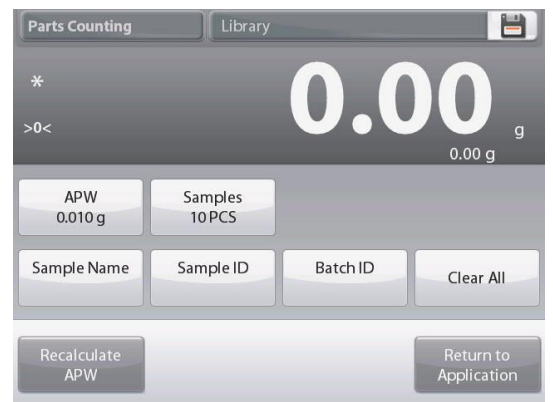 Parts Counting
Library
*
0.00 g
>0<
0.00 g
APW
0.010 g
Samples
10 PCS
Sample Name
Sample ID
Batch ID
Clear All
Recalculate
APW
Return to
Application